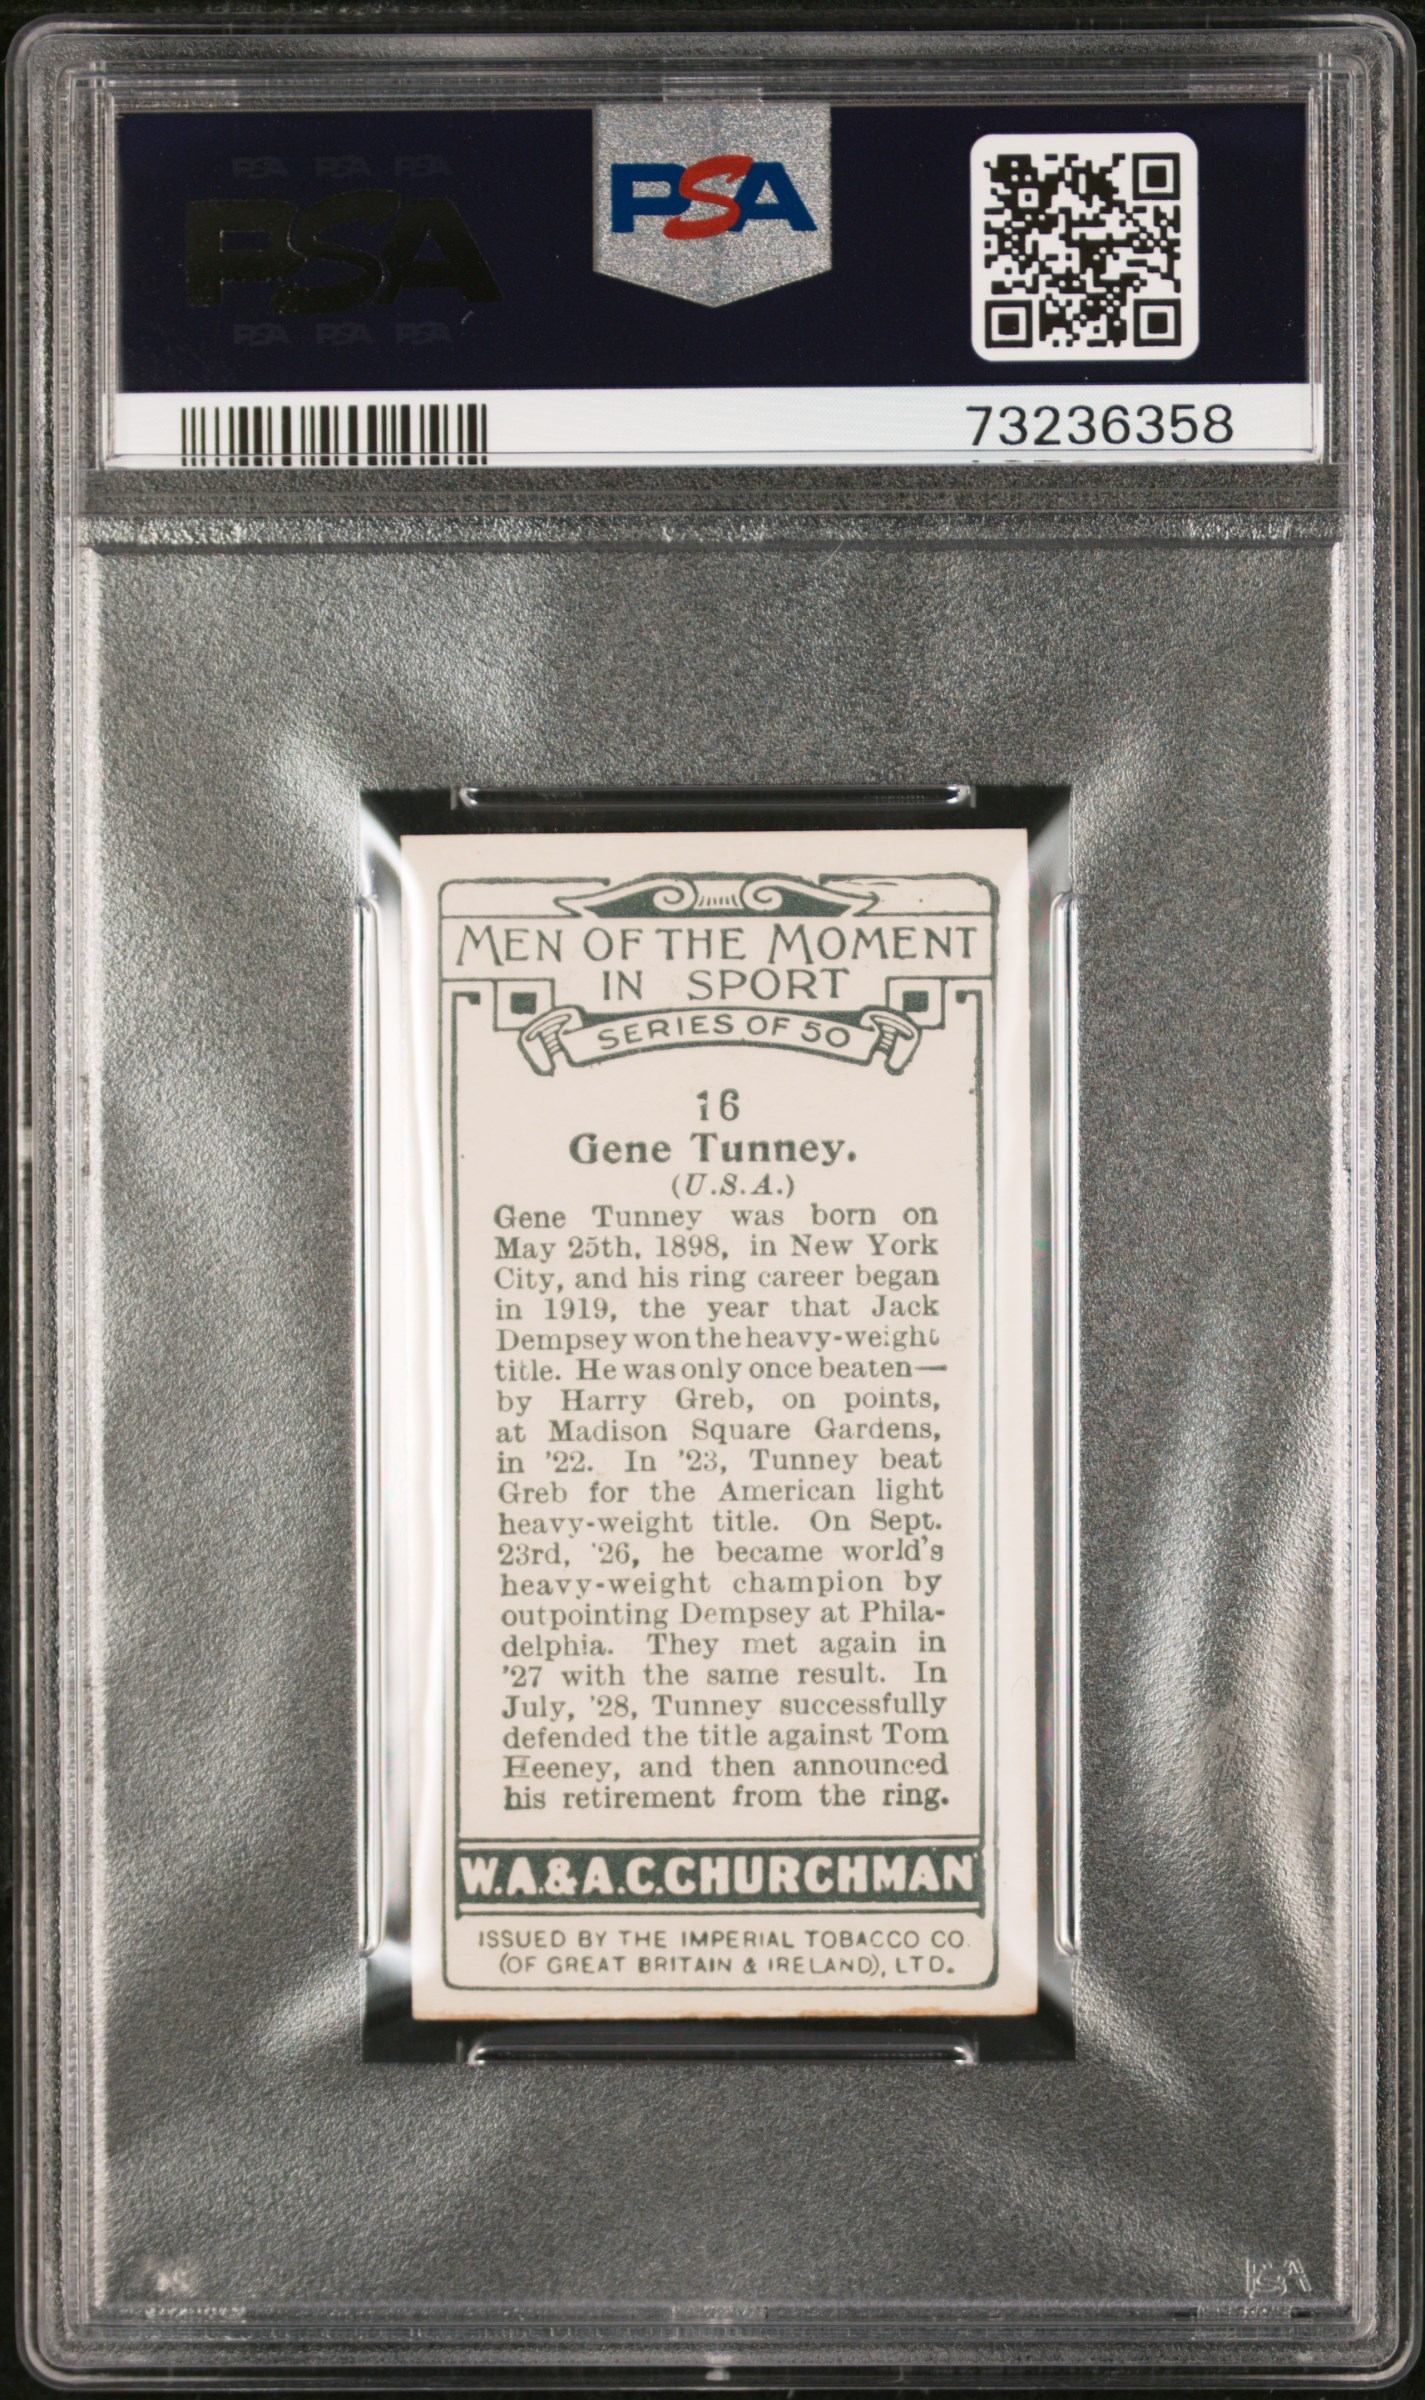 PSA PSA PSA
PSA
PSA PSA PSA
PSA
73236358
MEN OF THE MOMENT
IN SPORT
SERIES OF 50
16
Gene Tunney.
(U.S.A.)
Gene Tunney was born on
May 25th, 1898, in New York
City, and his ring career began
in 1919, the year that Jack
Dempsey won the heavy-weight
title. He was only once beaten—
by Harry Greb, on points,
at Madison Square Gardens,
in '22. In '23, Tunney beat
Greb for the American light
heavy-weight title. On Sept.
23rd, '26, he became world's
heavy-weight champion by
outpointing Dempsey at Phila-
delphia. They met again in
'27 with the same result. In
July, '28, Tunney successfully
defended the title against Tom
Heeney, and then announced
his retirement from the ring.
W.A.& A.C.CHURCHMAN
ISSUED BY THE IMPERIAL TOBACCO CO.
(OF GREAT BRITAIN & IRELAND), LTD.
PSA